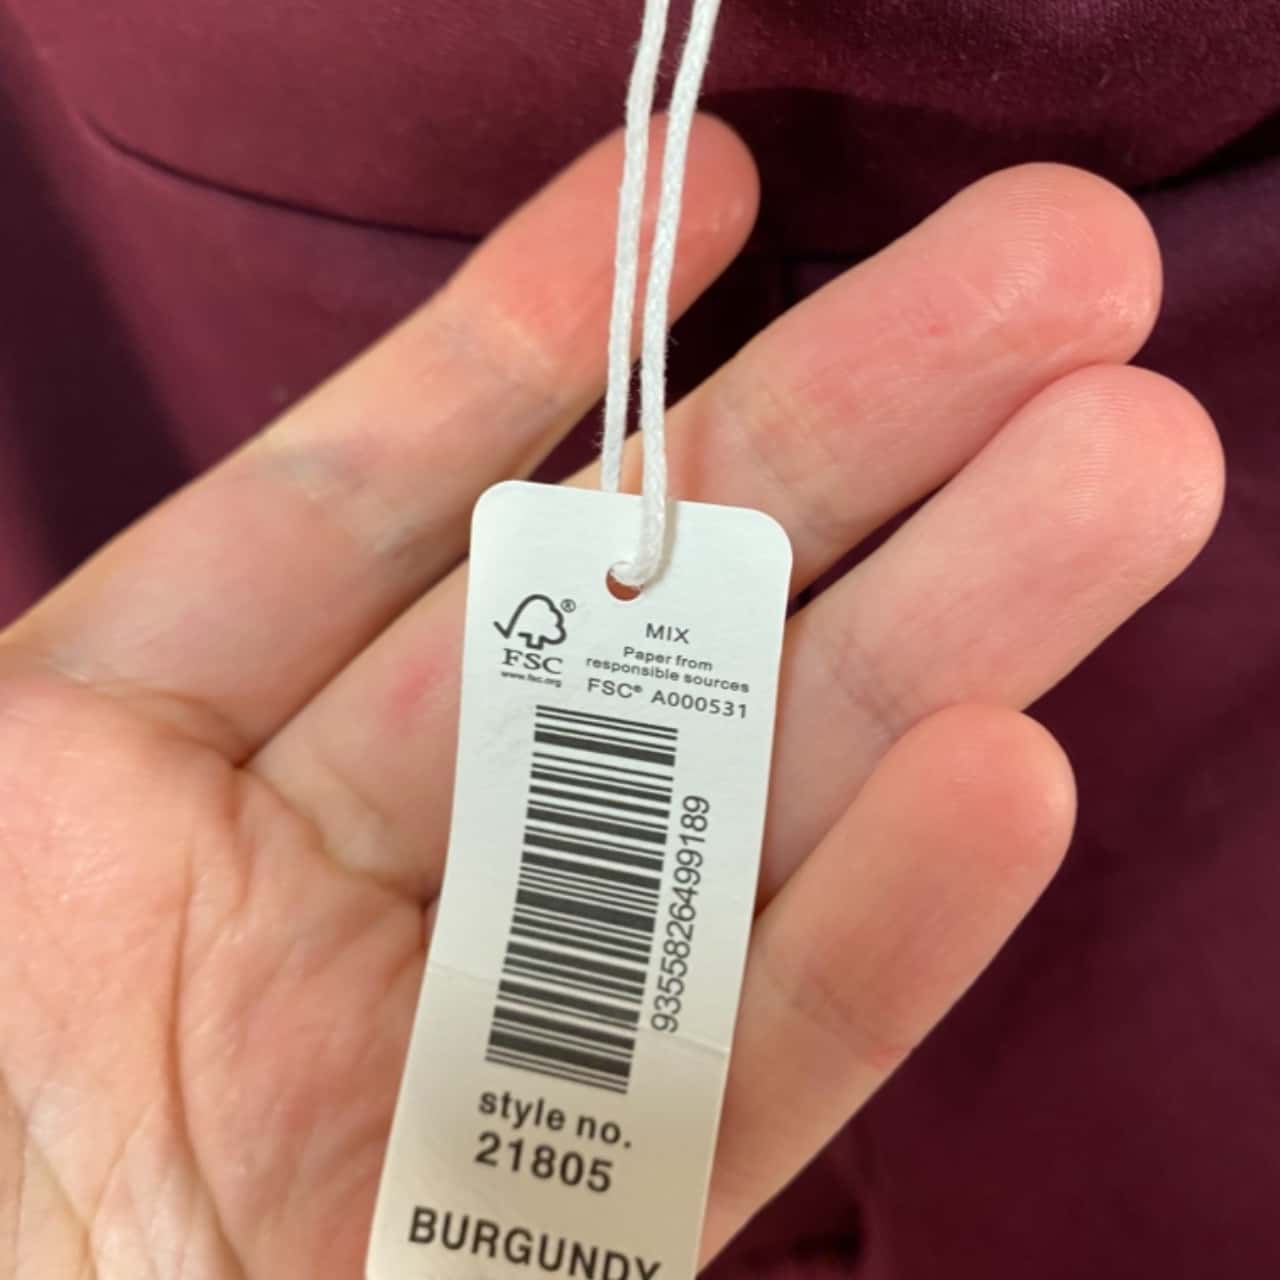 ®
FSC
www.fsc.org
MIX
Paper from
responsible sources
FSC® A000531
9355826499189
style no.
21805
BURGUNDY